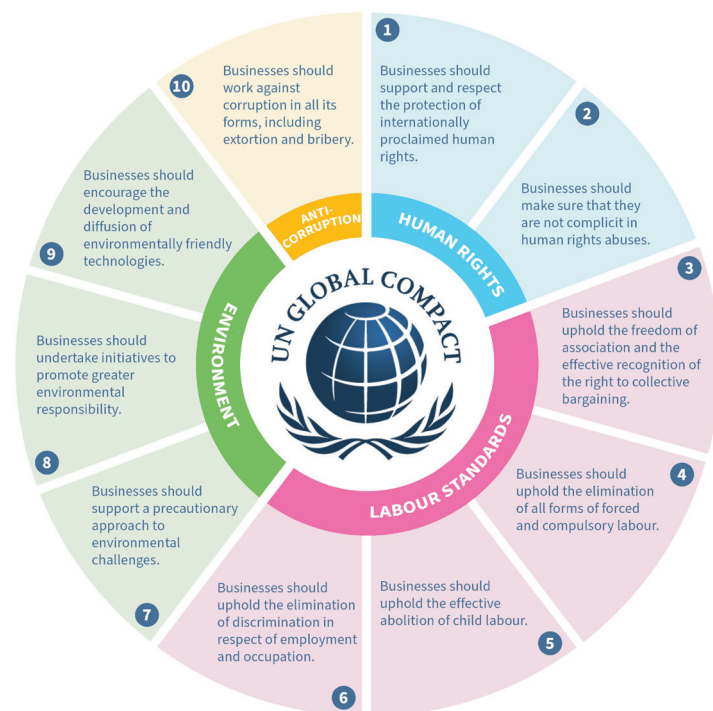 1
Businesses should
support and respect
the protection of
internationally
proclaimed human
rights.
2
Businesses should
make sure that they
are not complicit in
human rights abuses.
HUMAN RIGHTS
3
Businesses should
uphold the freedom of
association and the
effective recognition of
the right to collective
bargaining.
4
Businesses should
uphold the elimination
of all forms of forced
and compulsory labour.
5
Businesses should
uphold the effective
abolition of child labour.
6
Businesses should
uphold the elimination
of discrimination in
respect of employment
and occupation.
LABOUR STANDARDS
7
Businesses should
support a precautionary
approach to
environmental
challenges.
8
Businesses should
undertake initiatives to
promote greater
environmental
responsibility.
9
Businesses should
encourage the
development and
diffusion of
environmentally friendly
technologies.
ENVIRONMENT
10
Businesses should
work against
corruption in all its
forms, including
extortion and bribery.
ANTI-
CORRUPTION
UN GLOBAL COMPACT